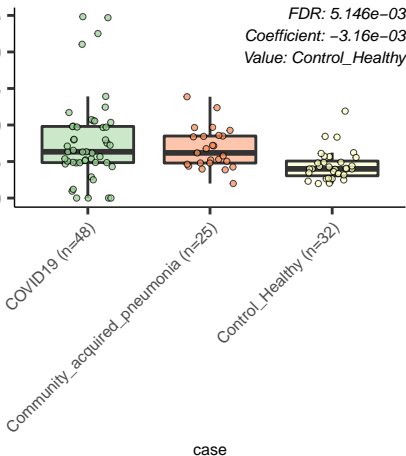 FDR: 5.146e−03
Coefficient: −3.16e−03
Value: Control_Healthy
COVID19 (n=48)
Community_acquired_pneumonia (n=25)
Control_Healthy (n=32)
case